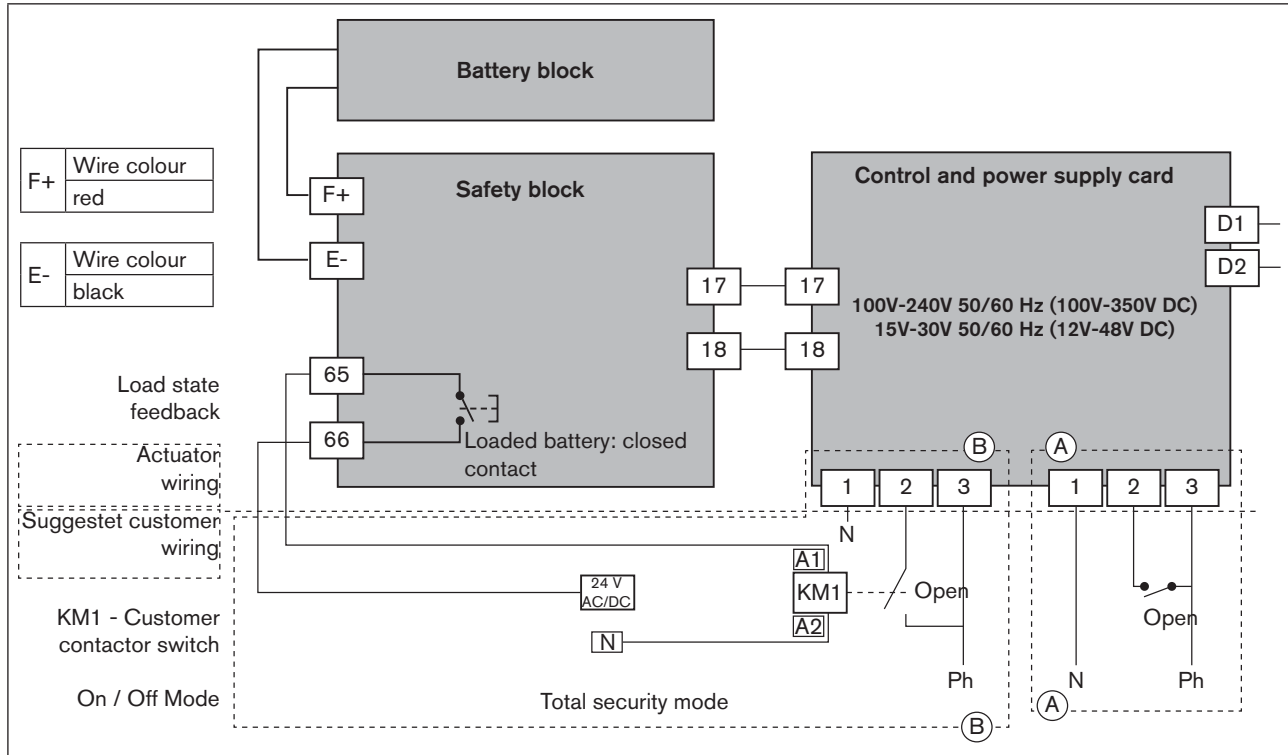 Battery block
F+
Wire colour
red
E-
Wire colour
black
Safety block
F+
E-
17
18
65
66
Loaded battery: closed
contact
Control and power supply card
D1
D2
17
18
100V-240V 50/60 Hz (100V-350V DC)
15V-30V 50/60 Hz (12V-48V DC)
Load state
feedback
Actuator
wiring
Suggestet customer
wiring
KM1 - Customer
contactor switch
On / Off Mode
B
A
1
2
3
1
2
3
N
A1
KM1
A2
Open
24 V
AC/DC
N
Open
Ph
N
Ph
Total security mode
B
A